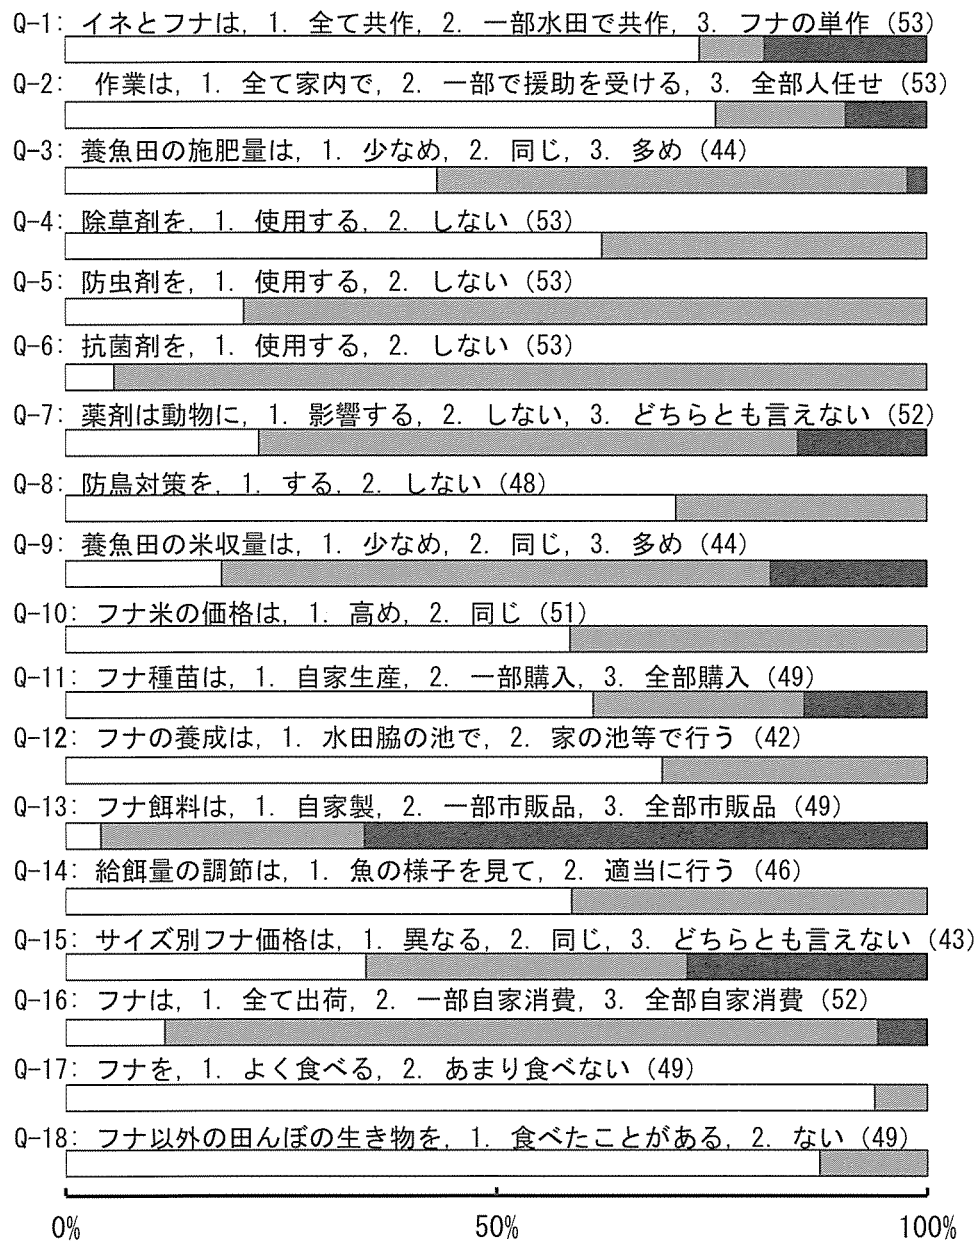 Q-1: イネとフナは, 1. 全て共作, 2. 一部水田で共作, 3. フナの単作 (53)
Q-2: 作業は, 1. 全て家内で, 2. 一部で援助を受ける, 3. 全部人任せ (53)
Q-3: 養魚田の施肥量は, 1. 少なめ, 2. 同じ, 3. 多め (44)
Q-4: 除草剤を, 1. 使用する, 2. しない (53)
Q-5: 防虫剤を, 1. 使用する, 2. しない (53)
Q-6: 抗菌剤を, 1. 使用する, 2. しない (53)
Q-7: 薬剤は動物に, 1. 影響する, 2. しない, 3. どちらとも言えない (52)
Q-8: 防鳥対策を, 1. する, 2. しない (48)
Q-9: 養魚田の米収量は, 1. 少なめ, 2. 同じ, 3. 多め (44)
Q-10: フナ米の価格は, 1. 高め, 2. 同じ (51)
Q-11: フナ種苗は, 1. 自家生産, 2. 一部購入, 3. 全部購入 (49)
Q-12: フナの養成は, 1. 水田脇の池で, 2. 家の池等で行う (42)
Q-13: フナ餌料は, 1. 自家製, 2. 一部市販品, 3. 全部市販品 (49)
Q-14: 給餌量の調節は, 1. 魚の様子を見て, 2. 適当に行う (46)
Q-15: サイズ別フナ価格は, 1. 異なる, 2. 同じ, 3. どちらとも言えない (43)
Q-16: フナは, 1. 全て出荷, 2. 一部自家消費, 3. 全部自家消費 (52)
Q-17: フナを, 1. よく食べる, 2. あまり食べない (49)
Q-18: フナ以外の田んぼの生き物を, 1. 食べたことがある, 2. ない (49)
0% 50% 100%